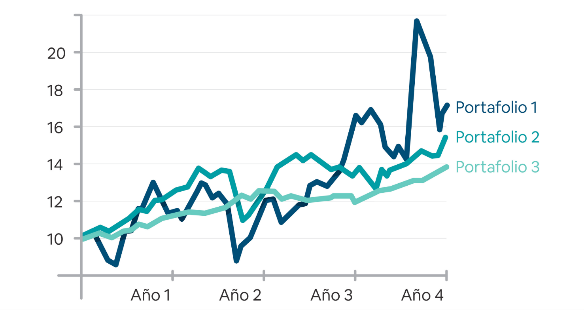 20
18
16
14
12
10
Portafolio 1
Portafolio 2
Portafolio 3
Año 1
Año 2
Año 3
Año 4